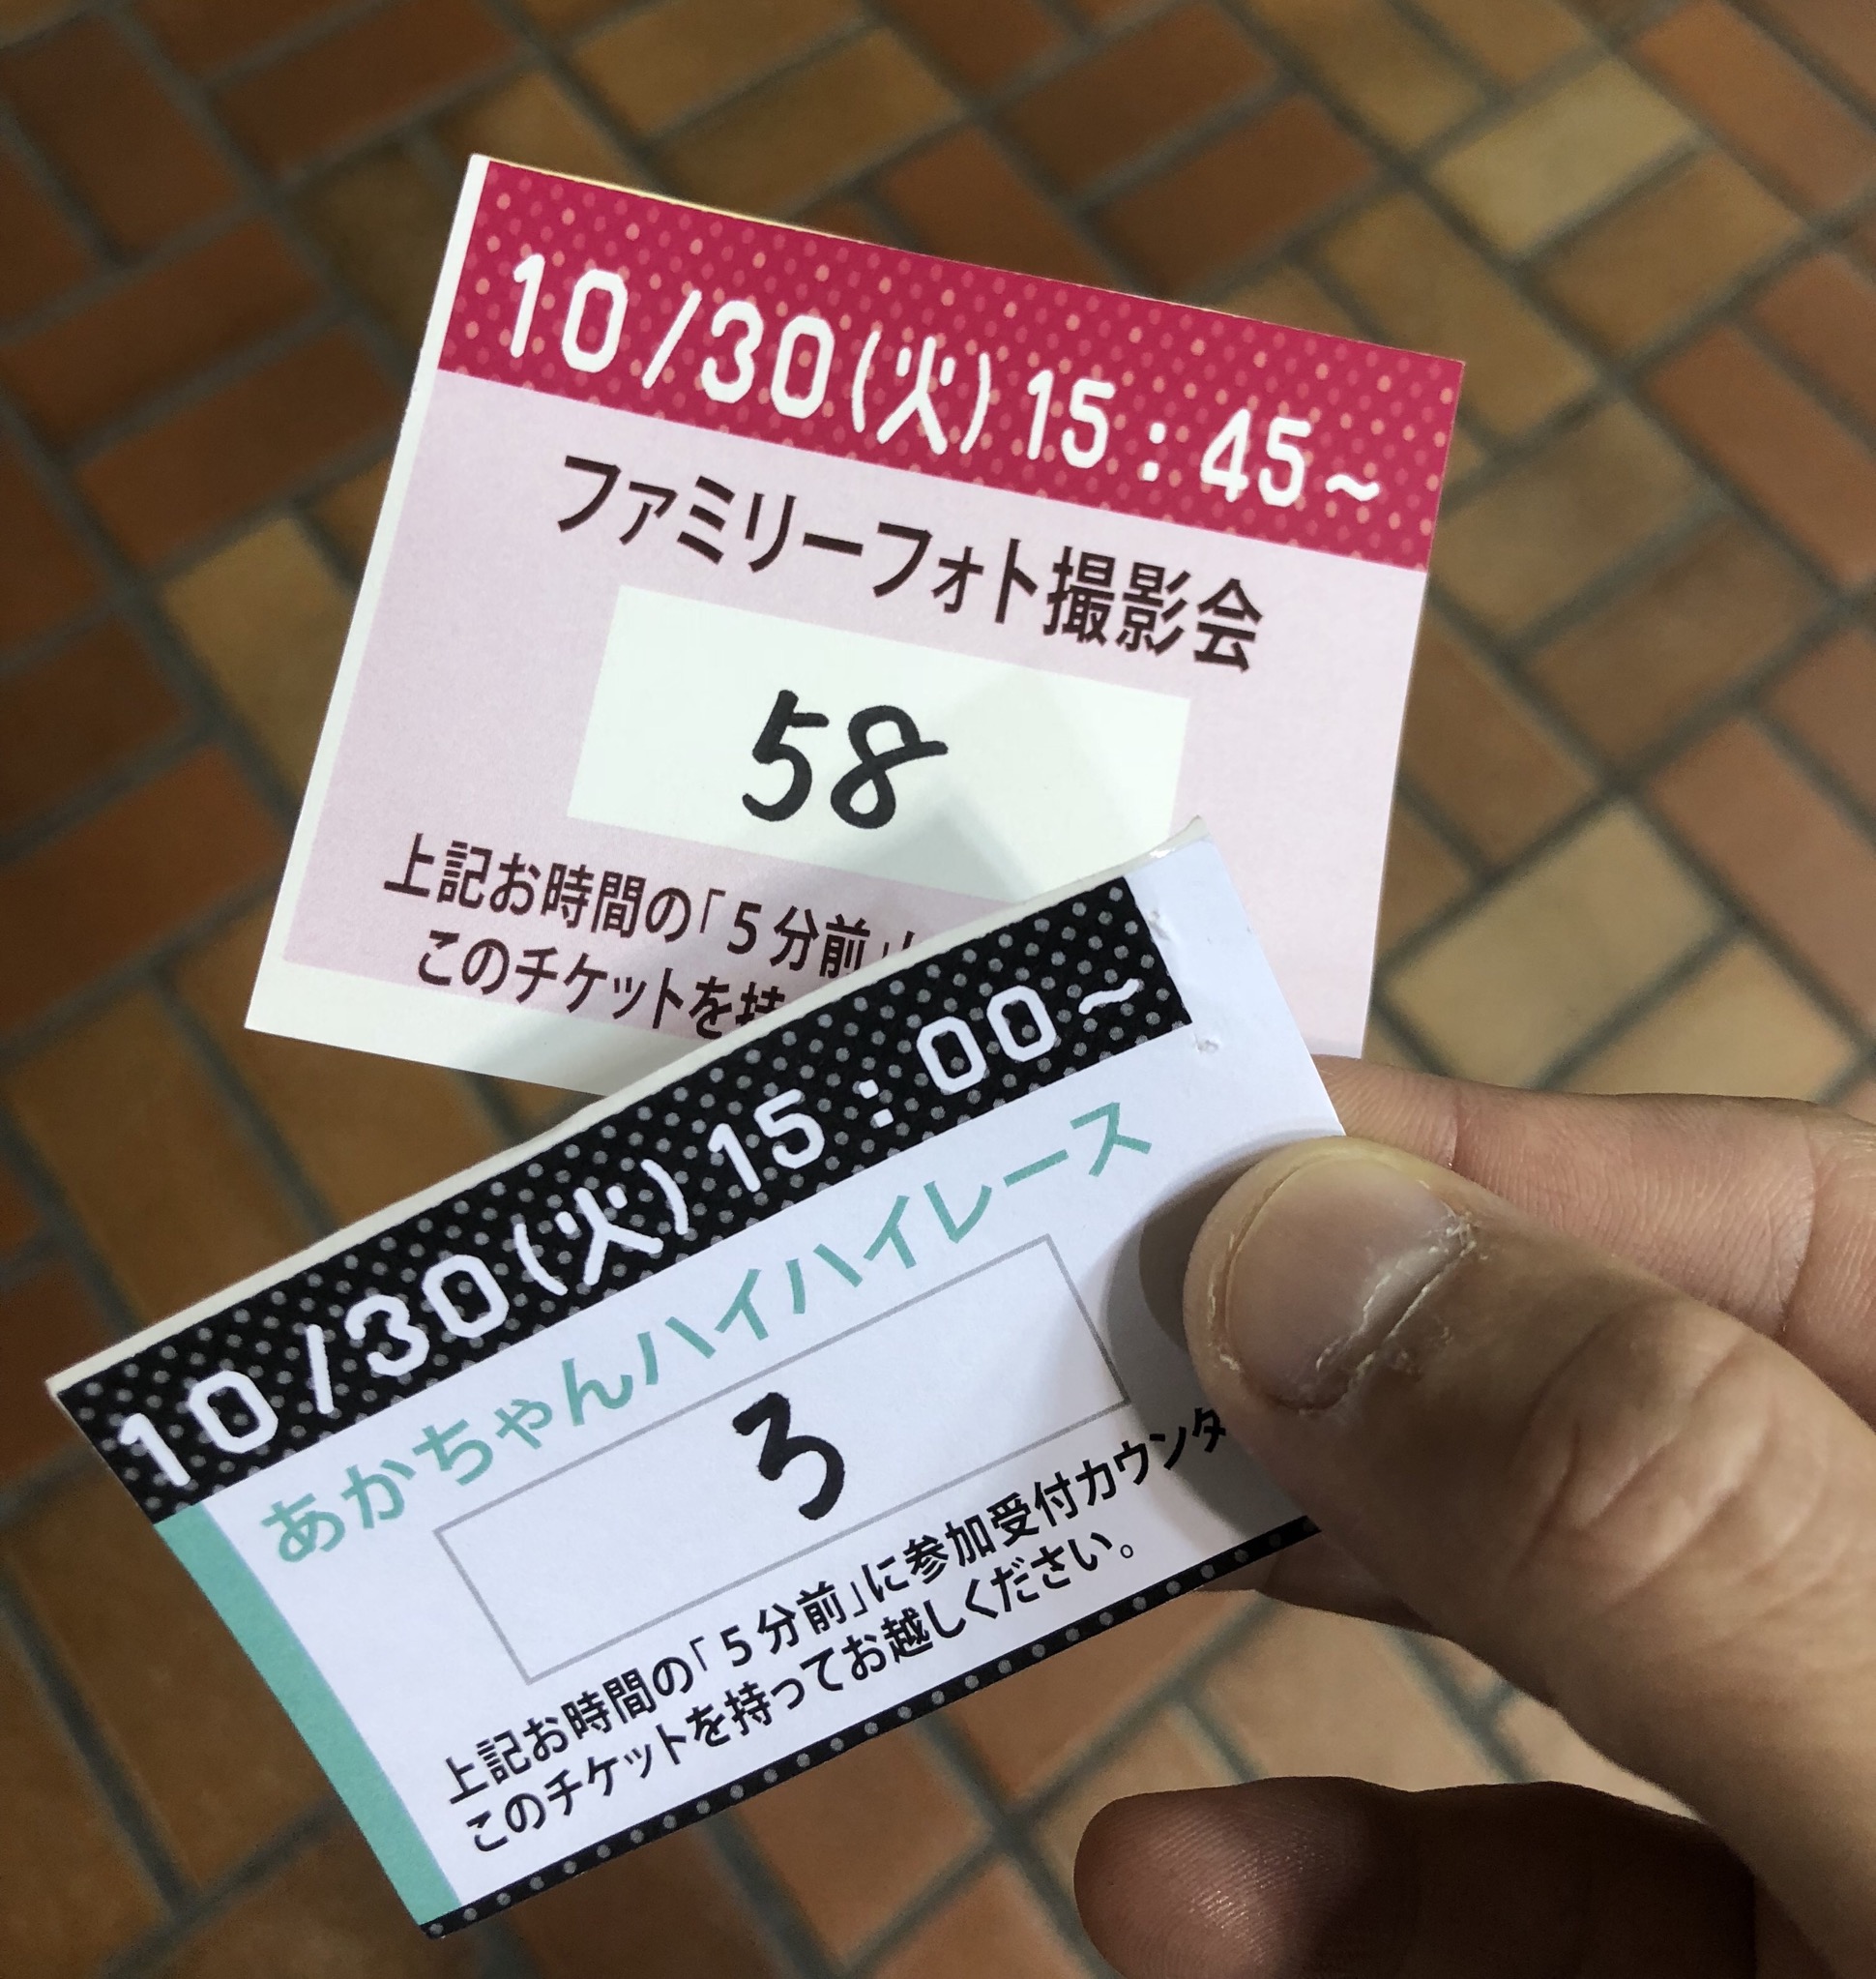 10/30(火)15:45~
ファミリーフォト撮影会
58
上記お時間の「5分前」
このチケットを持
10/30(火)15:00~
あかちゃんハイハイレース
3
上記お時間の「5分前」に参加受付カウンタ
このチケットを持ってお越しください。